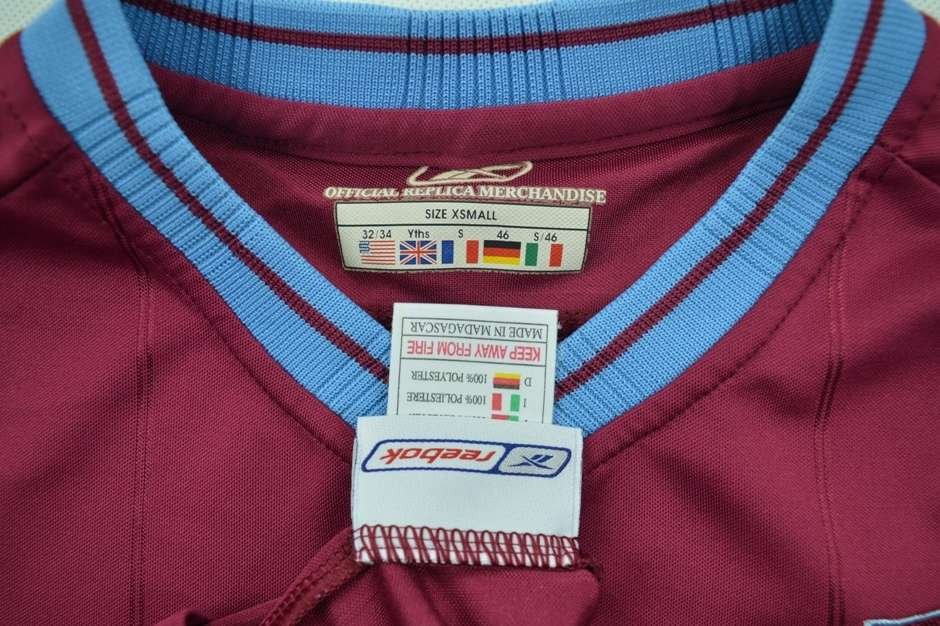 OFFICIAL REPLICA MERCHANDISE
SIZE XSMALL
32/34 Yths S 46 S/46
MADE IN MADAGASCAR
KEEP AWAY FROM FIRE
D 100% POLYESTER
I 100% POLIESTERE
reebok